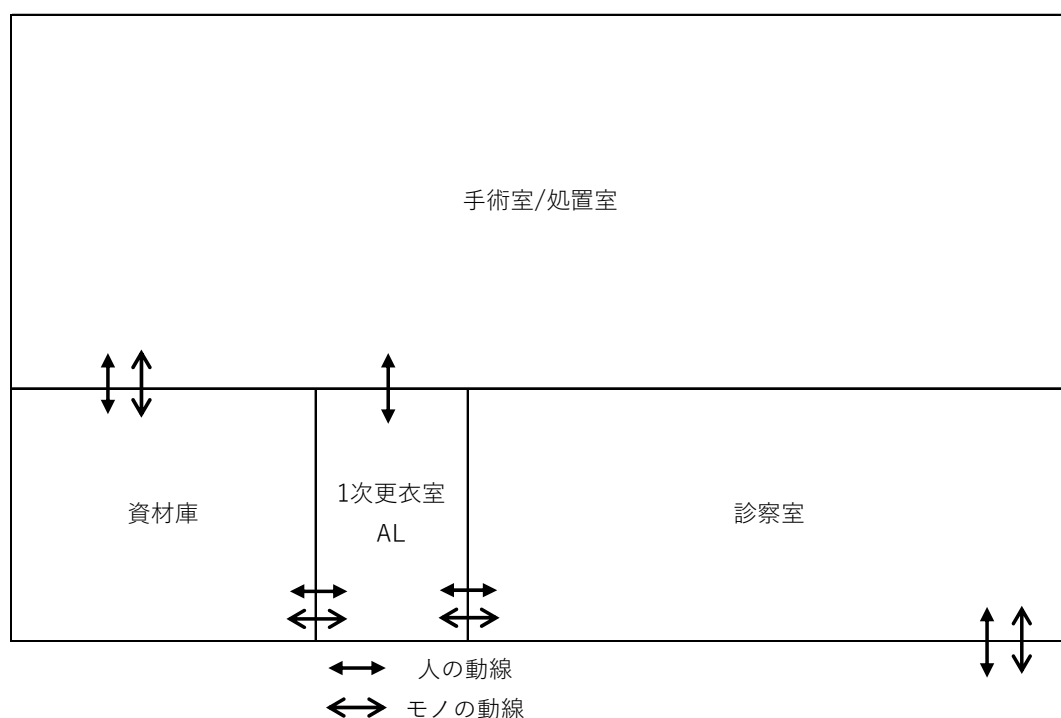 手術室/処置室
資材庫
1次更衣室
AL
診察室
人の動線
モノの動線